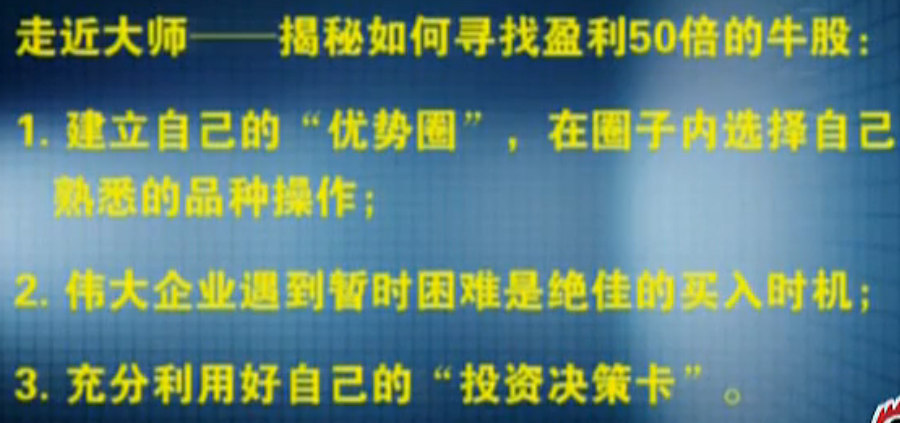 走近大师——揭秘如何寻找盈利50倍的牛股：
1. 建立自己的“优势圈”，在圈子内选择自己
熟悉的品种操作；
2. 伟大企业遇到暂时困难是绝佳的买入时机；
3. 充分利用好自己的“投资决策卡”。